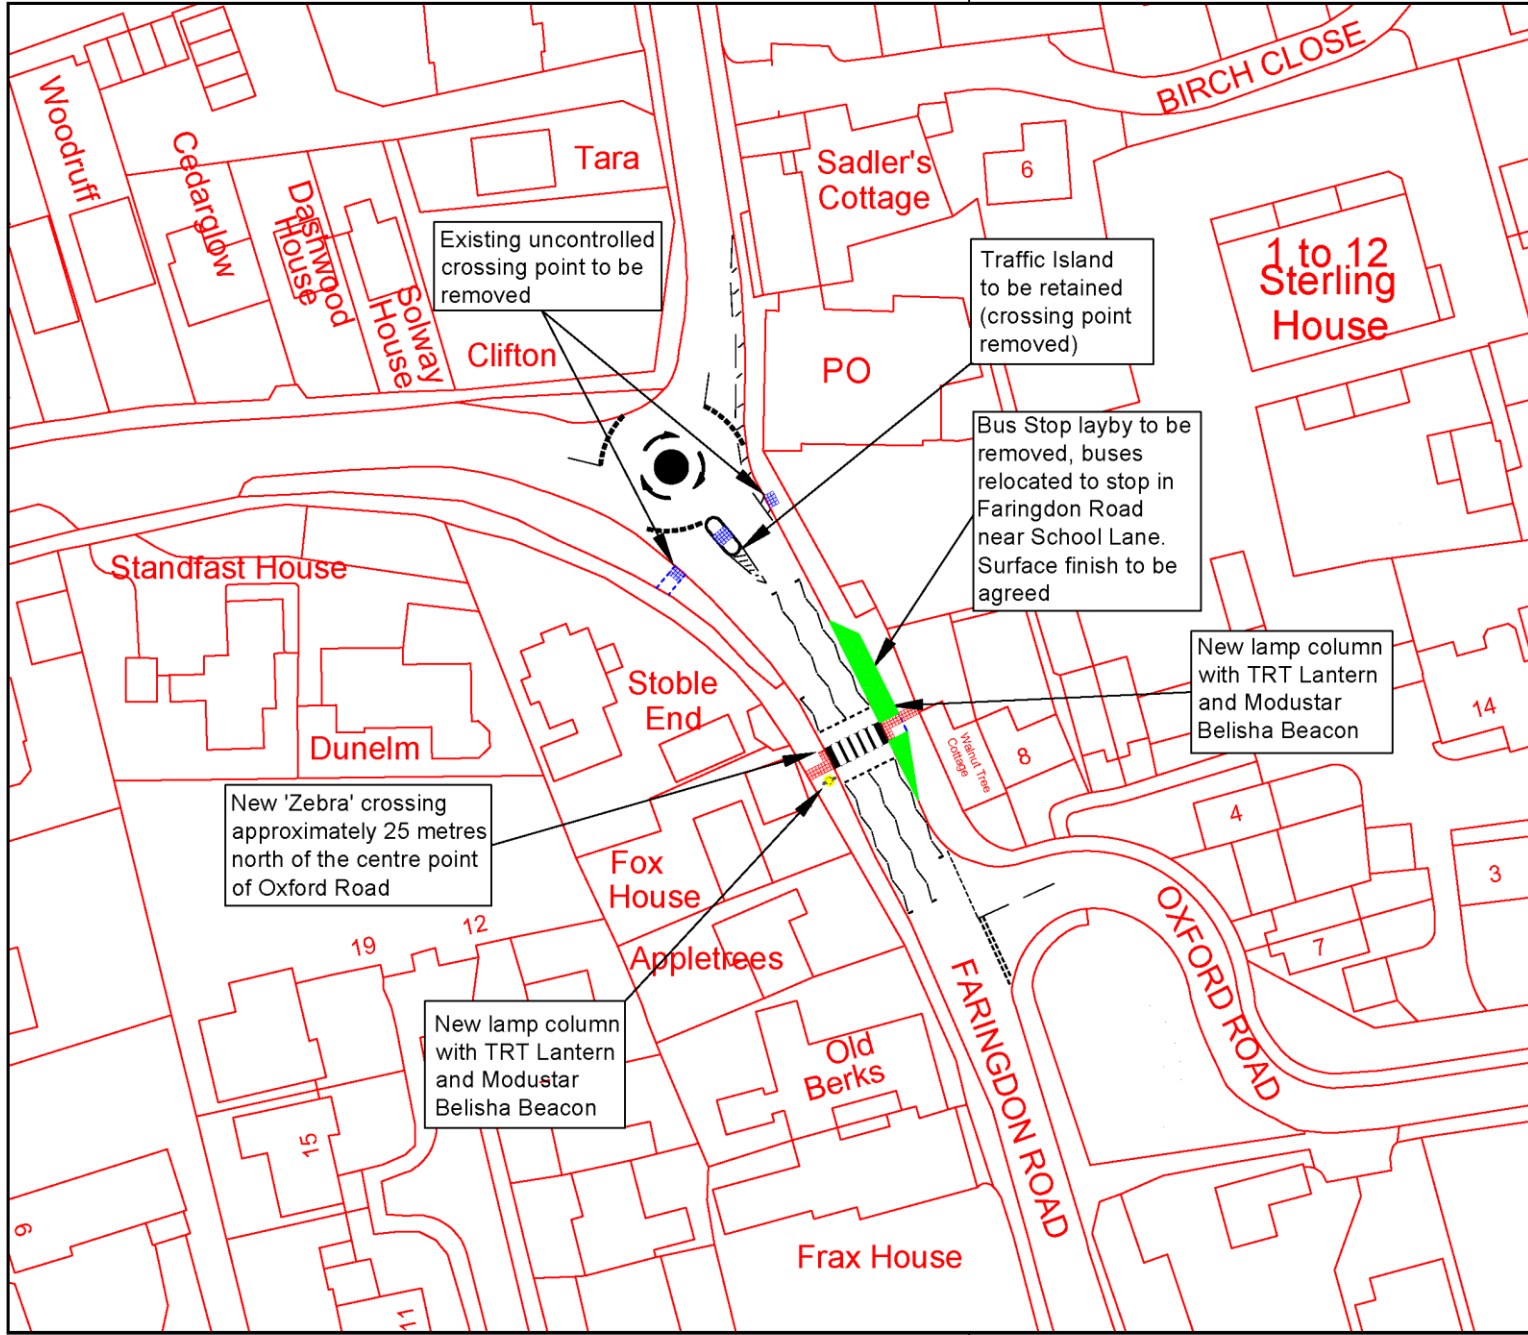 BIRCH CLOSE
Woodruff
Cedarglow
Dashwood
House
Solway
House
Tara
Sadler's
Cottage
6
1 to 12
Sterling
House
Existing uncontrolled
crossing point to be
removed
Traffic Island
to be retained
(crossing point
removed)
Clifton
PO
Bus Stop layby to be
removed, buses
relocated to stop in
Faringdon Road
near School Lane.
Surface finish to be
agreed
Standfast House
New lamp column
with TRT Lantern
and Modustar
Belisha Beacon
Stoble
End
Dunelm
14
Walnut Tree
Cottage
8
New 'Zebra' crossing
approximately 25 metres
north of the centre point
of Oxford Road
4
Fox
House
3
12
19
Appletrees
7
OXFORD ROAD
FARINGDON ROAD
New lamp column
with TRT Lantern
and Modustar
Belisha Beacon
Old
Berks
15
9
Frax House
11